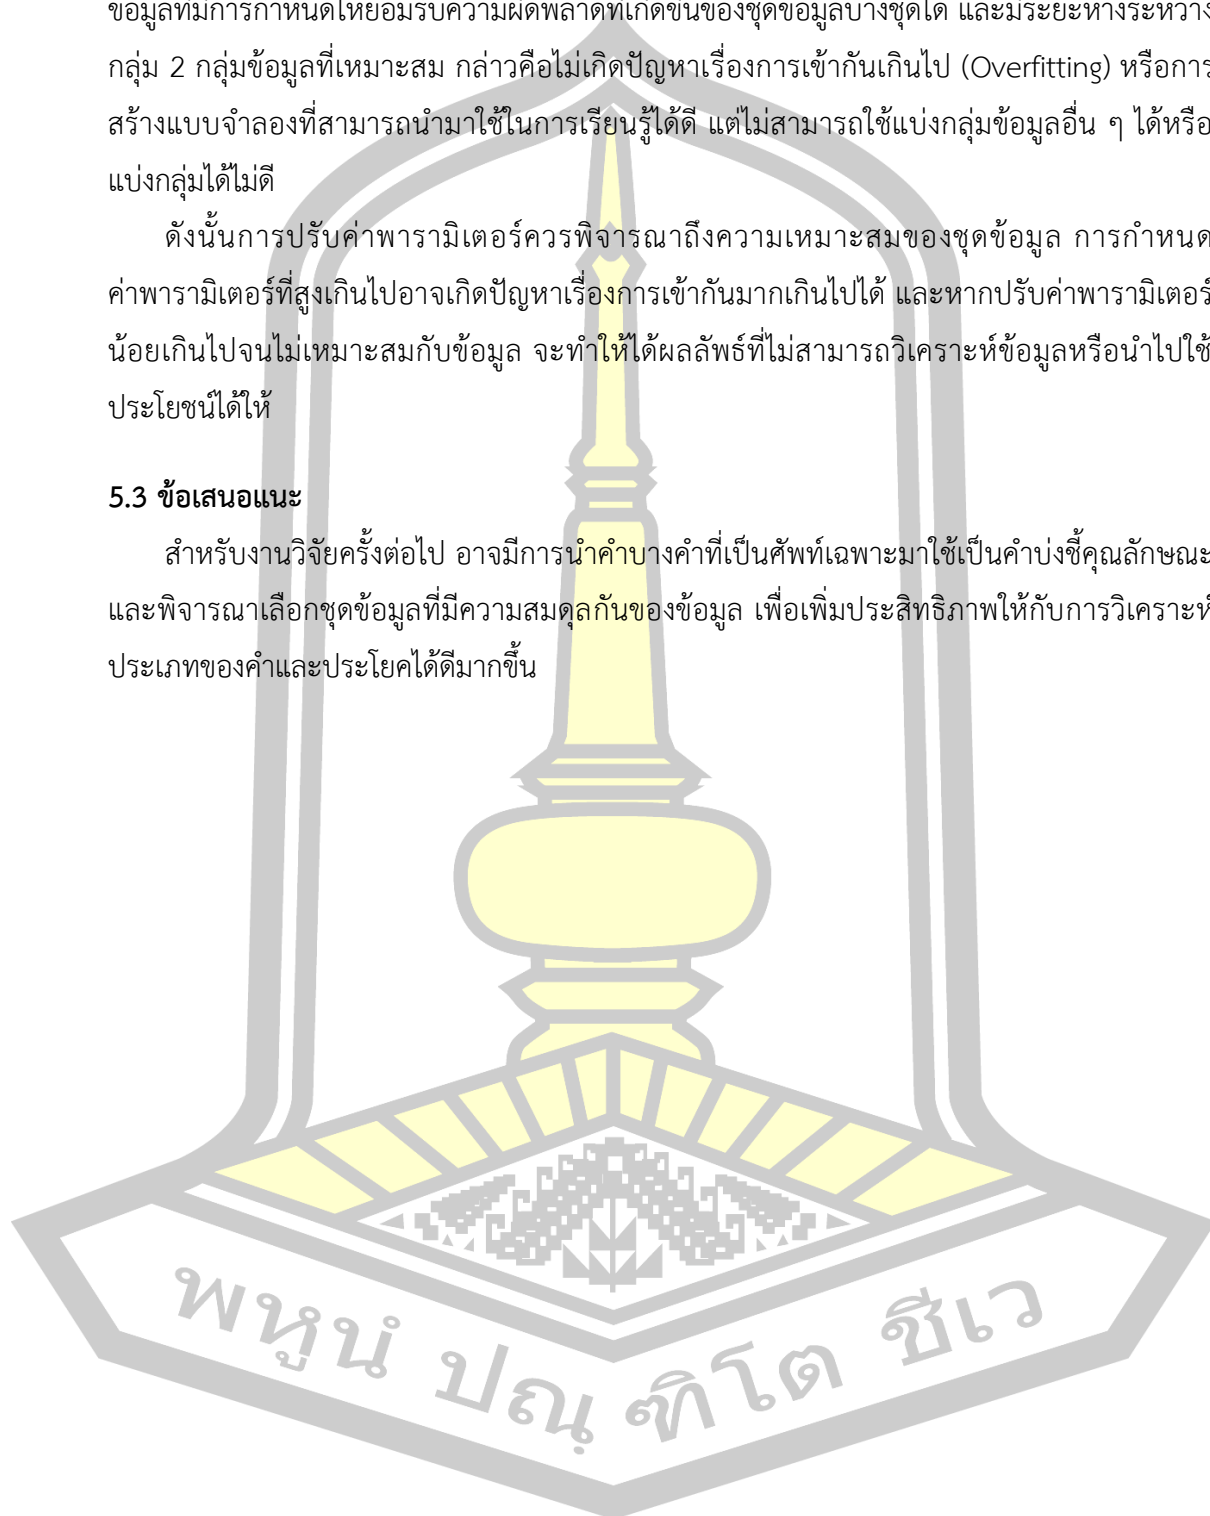 ข้อมูลที่มีการกำหนดให้ยอมรับความผิดพลาดที่เกิดขึ้นของชุดข้อมูลบางชุดได้ และมีระยะห่างระหว่าง
กลุ่ม 2 กลุ่มข้อมูลที่เหมาะสม กล่าวคือไม่เกิดปัญหาเรื่องการเข้ากันเกินไป (Overfitting) หรือการ
สร้างแบบจำลองที่สามารถนำมาใช้ในการเรียนรู้ได้ดี แต่ไม่สามารถใช้แบ่งกลุ่มข้อมูลอื่น ๆ ได้หรือ
แบ่งกลุ่มได้ไม่ดี
ดังนั้นการปรับค่าพารามิเตอร์ควรพิจารณาถึงความเหมาะสมของชุดข้อมูล การกำหนด
ค่าพารามิเตอร์ที่สูงเกินไปอาจเกิดปัญหาเรื่องการเข้ากันมากเกินไปได้ และหากปรับค่าพารามิเตอร์
น้อยเกินไปจนไม่เหมาะสมกับข้อมูล จะทำให้ได้ผลลัพธ์ที่ไม่สามารถวิเคราะห์ข้อมูลหรือนำไปใช้
ประโยชน์ได้ให้
5.3 ข้อเสนอแนะ
สำหรับงานวิจัยครั้งต่อไป อาจมีการนำคำบางคำที่เป็นศัพท์เฉพาะมาใช้เป็นคำบ่งชี้คุณลักษณะ
และพิจารณาเลือกชุดข้อมูลที่มีความสมดุลกันของข้อมูล เพื่อเพิ่มประสิทธิภาพให้กับการวิเคราะห์
ประเภทของคำและประโยคได้ดีมากขึ้น
พหูนํ ปณฺฑิโต ชีเว